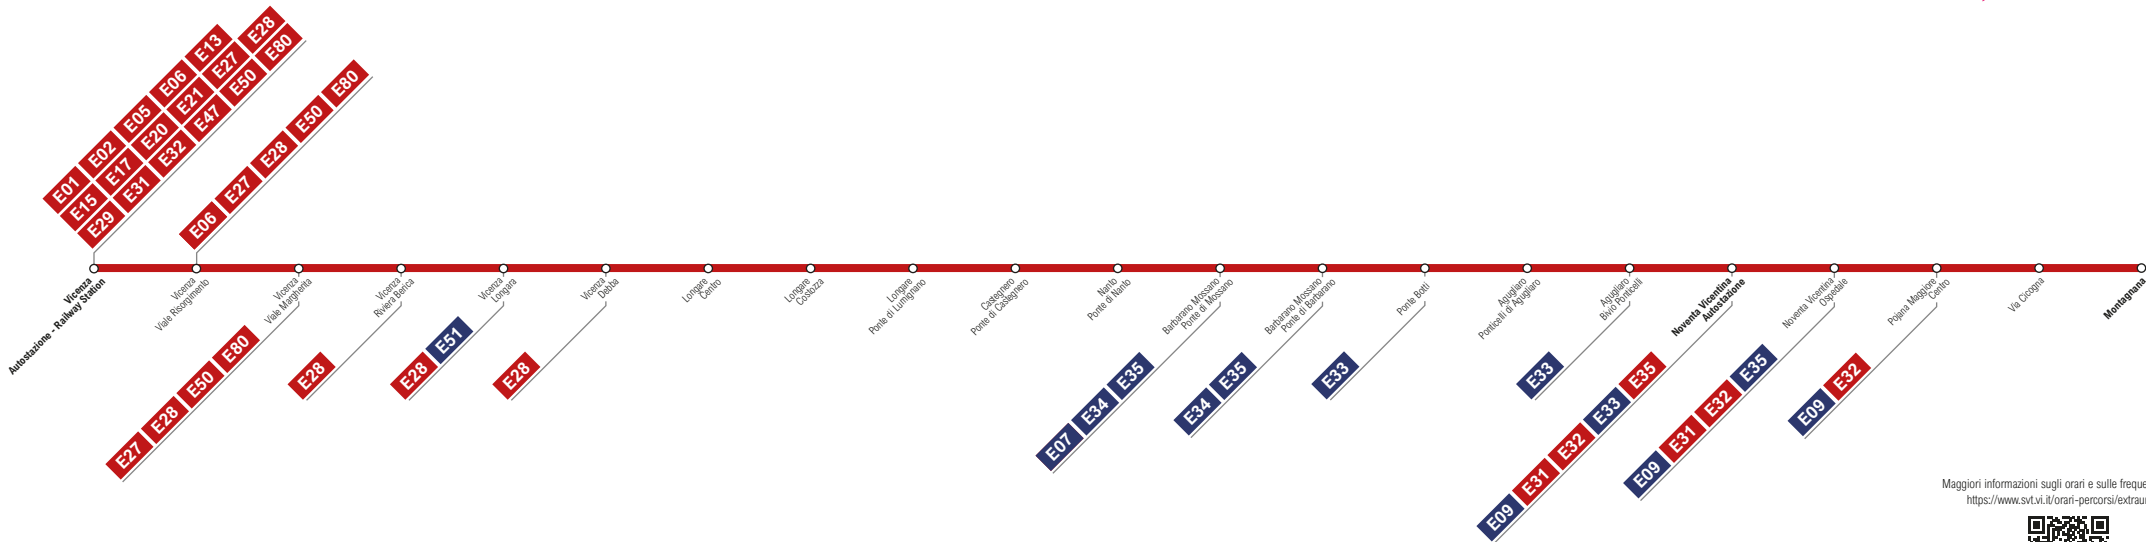 E01 E02 E05 E06 E13
E15 E17 E20 E21 E27 E28
E29 E31 E32 E47 E50 E80
E06 E27 E28 E50 E80
Vicenza
Autostazione - Railway Station
Vicenza
Viale Risorgimento
Vicenza
Viale Margherita
E27 E28 E50 E80
Vicenza
Riviera Berica
E28
Vicenza
Longara
E28 E51
Vicenza
Debba
E28
Longare
Centro
Longare
Costozza
Longare
Ponte di Lumignano
Castegnero
Ponte di Castegnero
Nanto
Ponte di Nanto
Barbarano Mossano
Ponte di Mossano
E07 E34 E35
Barbarano Mossano
Ponte di Barbarano
E34 E35
Ponte Botti
E33
Agugliaro
Ponticelli di Agugliaro
Agugliaro
Bivio Ponticelli
E33
Noventa Vicentina
Autostazione
E09 E31 E32 E33 E35
Noventa Vicentina
Ospedale
E09 E31 E32 E35
Pojana Maggiore
Centro
E09 E32
Via Cicogna
Montagnana
Maggiori informazioni sugli orari e sulle freque
https://www.svt.vi.it/orari-percorsi/extrau